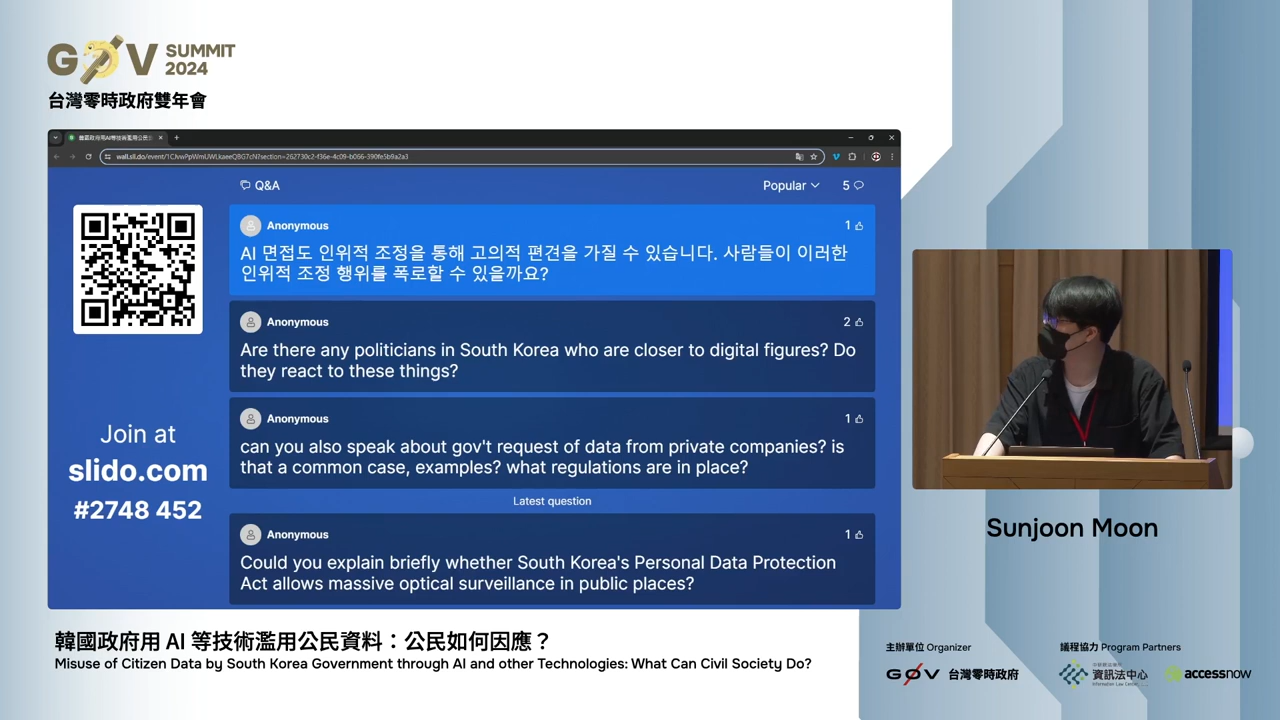 GØV SUMMIT 2024
台灣零時政府雙年會
Q&A
Popular
5
Anonymous
1
AI 면접도 인위적 조정을 통해 고의적 편견을 가질 수 있습니다. 사람들이 이러한
인위적 조정 행위를 폭로할 수 있을까요?
Anonymous
2
Are there any politicians in South Korea who are closer to digital figures? Do
they react to these things?
Anonymous
1
can you also speak about gov't request of data from private companies? is
that a common case, examples? what regulations are in place?
Latest question
Anonymous
1
Could you explain briefly whether South Korea's Personal Data Protection
Act allows massive optical surveillance in public places?
Join at
slido.com
#2748 452
Sunjoon Moon
韓國政府用 AI 等技術濫用公民資料：公民如何因應？
Misuse of Citizen Data by South Korea Government through AI and other Technologies: What Can Civil Society Do?
主辦單位 Organizer
GØV 台灣零時政府
議程協力 Program Partners
資訊法中心
Information Law Center
accessnow